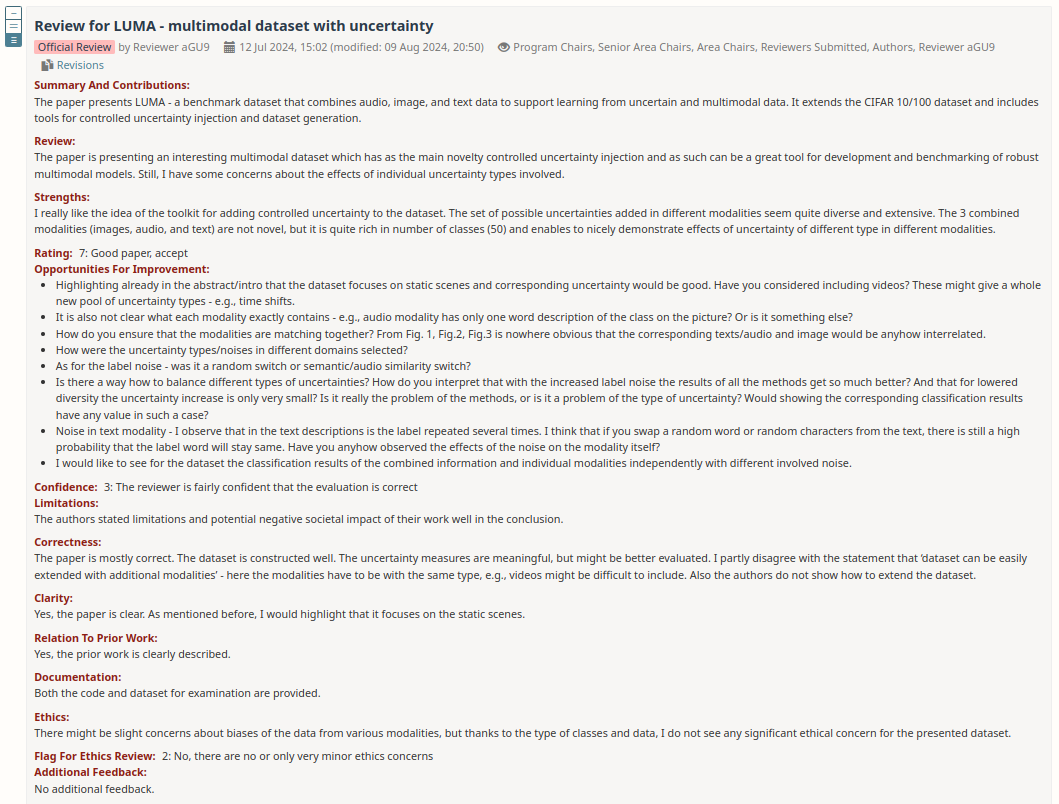 Review for LUMA - multimodal dataset with uncertainty
Official Review by Reviewer aGU9 12 Jul 2024, 15:02 (modified: 09 Aug 2024, 20:50) Program Chairs, Senior Area Chairs, Area Chairs, Reviewers Submitted, Authors, Reviewer aGU9
Revisions
Summary And Contributions:
The paper presents LUMA - a benchmark dataset that combines audio, image, and text data to support learning from uncertain and multimodal data. It extends the CIFAR 10/100 dataset and includes
tools for controlled uncertainty injection and dataset generation.
Review:
The paper is presenting an interesting multimodal dataset which has as the main novelty controlled uncertainty injection and as such can be a great tool for development and benchmarking of robust
multimodal models. Still, I have some concerns about the effects of individual uncertainty types involved.
Strengths:
I really like the idea of the toolkit for adding controlled uncertainty to the dataset. The set of possible uncertainties added in different modalities seem quite diverse and extensive. The 3 combined
modalities (images, audio, and text) are not novel, but it is quite rich in number of classes (50) and enables to nicely demonstrate effects of uncertainty of different type in different modalities.
Rating: 7: Good paper, accept
Opportunities For Improvement:
• Highlighting already in the abstract/intro that the dataset focuses on static scenes and corresponding uncertainty would be good. Have you considered including videos? These might give a whole
new pool of uncertainty types - e.g., time shifts.
• It is also not clear what each modality exactly contains - e.g., audio modality has only one word description of the class on the picture? Or is it something else?
• How do you ensure that the modalities are matching together? From Fig. 1, Fig.2, Fig.3 is nowhere obvious that the corresponding texts/audio and image would be anyhow interrelated.
• How were the uncertainty types/noises in different domains selected?
• As for the label noise - was it a random switch or semantic/audio similarity switch?
• Is there a way how to balance different types of uncertainties? How do you interpret that with the increased label noise the results of all the methods get so much better? And that for lowered
diversity the uncertainty increase is only very small? Is it really the problem of the methods, or is it a problem of the type of uncertainty? Would showing the corresponding classification results
have any value in such a case?
• Noise in text modality - I observe that in the text descriptions is the label repeated several times. I think that if you swap a random word or random characters from the text, there is still a high
probability that the label word will stay same. Have you anyhow observed the effects of the noise on the modality itself?
• I would like to see for the dataset the classification results of the combined information and individual modalities independently with different involved noise.
Confidence: 3: The reviewer is fairly confident that the evaluation is correct
Limitations:
The authors stated limitations and potential negative societal impact of their work well in the conclusion.
Correctness:
The paper is mostly correct. The dataset is constructed well. The uncertainty measures are meaningful, but might be better evaluated. I partly disagree with the statement that 'dataset can be easily
extended with additional modalities' - here the modalities have to be with the same type, e.g., videos might be difficult to include. Also the authors do not show how to extend the dataset.
Clarity:
Yes, the paper is clear. As mentioned before, I would highlight that it focuses on the static scenes.
Relation To Prior Work:
Yes, the prior work is clearly described.
Documentation:
Both the code and dataset for examination are provided.
Ethics:
There might be slight concerns about biases of the data from various modalities, but thanks to the type of classes and data, I do not see any significant ethical concern for the presented dataset.
Flag For Ethics Review: 2: No, there are no or only very minor ethics concerns
Additional Feedback:
No additional feedback.